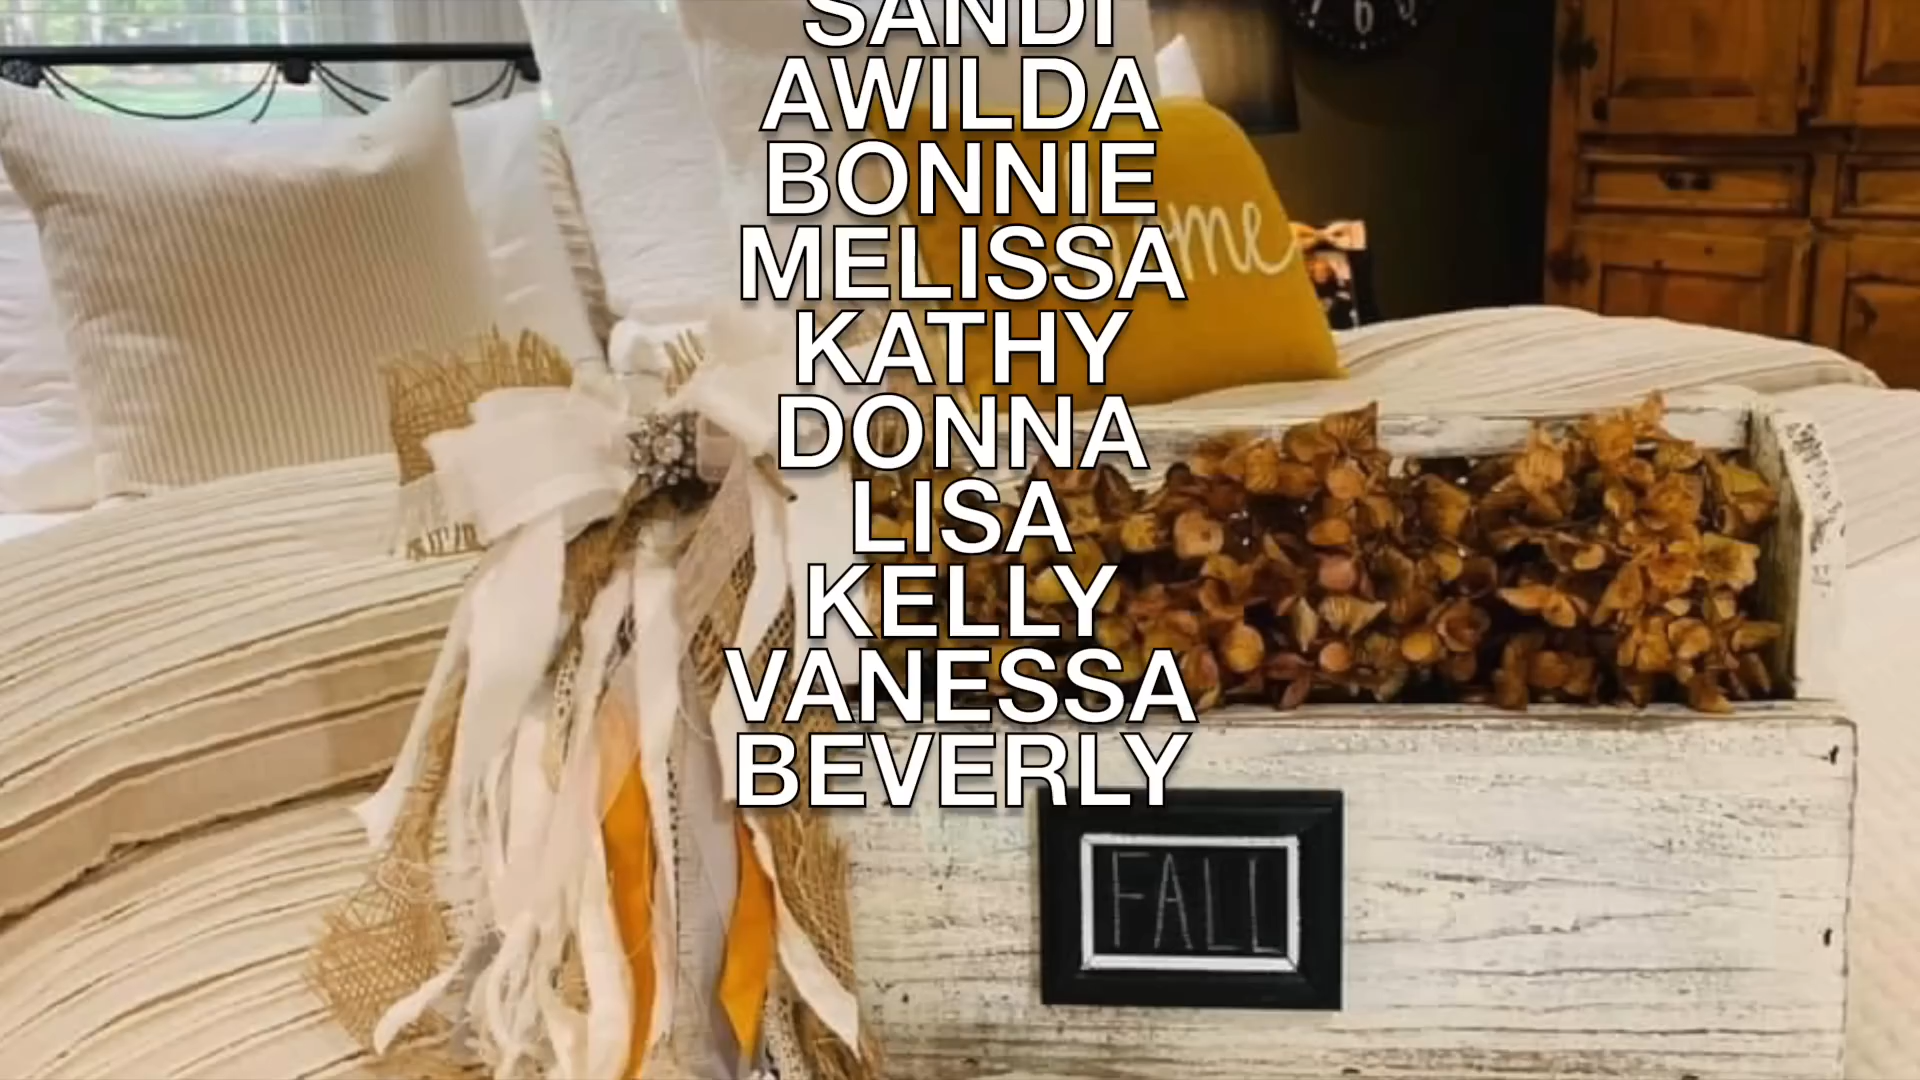 SANDI
AWILDA
BONNIE
MELISSA
KATHY
DONNA
LISA
KELLY
VANESSA
BEVERLY
FALL